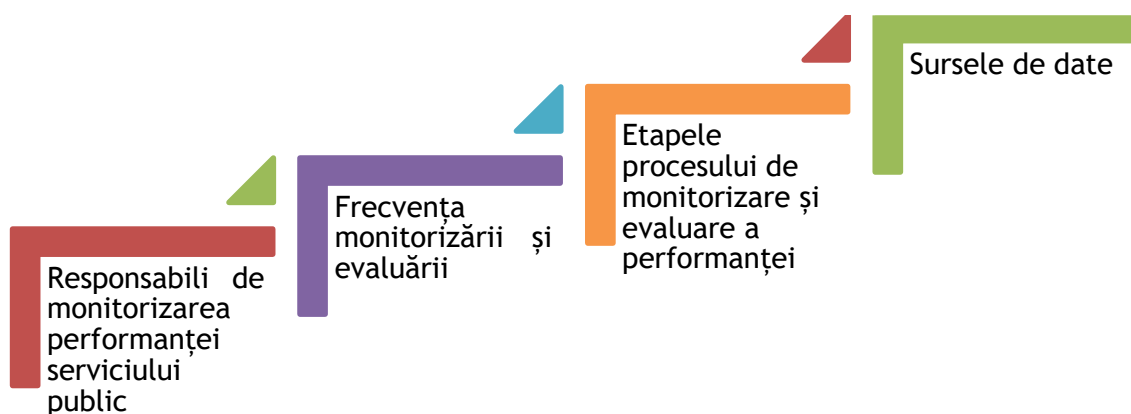 Responsabili de
monitorizarea
performanței
serviciului
public
Frecvența
monitorizării și
evaluării
Etapele
procesului de
monitorizare și
evaluare a
performanței
Sursele de date